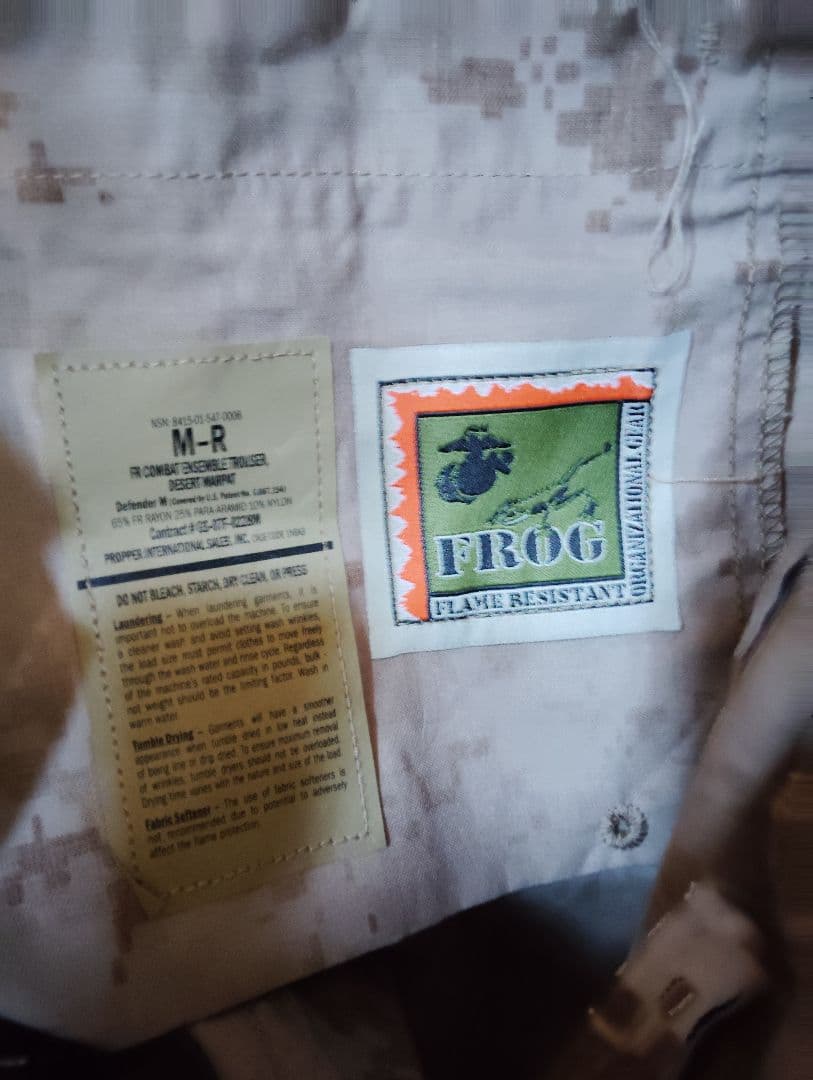 NSN: 8415-01-547-0006
M-R
FR COMBAT ENSEMBLE TROUSER,
DESERT MARPAT
Defender M (Covered by U.S. Patent No.
65% FR RAYON 25% PARA-ARAMID 10% NYLON
Contract #
PROPPER INTERNATIONAL SALES, INC. CAGE CODE
DO NOT BLEACH, STARCH, DRY CLEAN, OR PRESS
Laundering – When laundering garments, it is
important not to overload the machine. To ensure
a cleaner wash and avoid setting wash wrinkles,
the load size must permit clothes to move freely
through the wash water and rinse cycle. Regardless
of the machine's rated capacity in pounds, bulk -
not weight should be the limiting factor. Wash in
warm water.
Tumble Drying – Garments will have a smoother
appearance when tumble dried in low heat instead
of being line or drip dried. To ensure maximum removal
of wrinkles, tumble dryers should not be overloaded.
Drying time varies with the nature and size of the load.
Fabric Softener – The use of fabric softeners is
not recommended due to potential to adversely
affect the flame protection.
FROG
FLAME RESISTANT
ORGANIZATIONAL GEAR